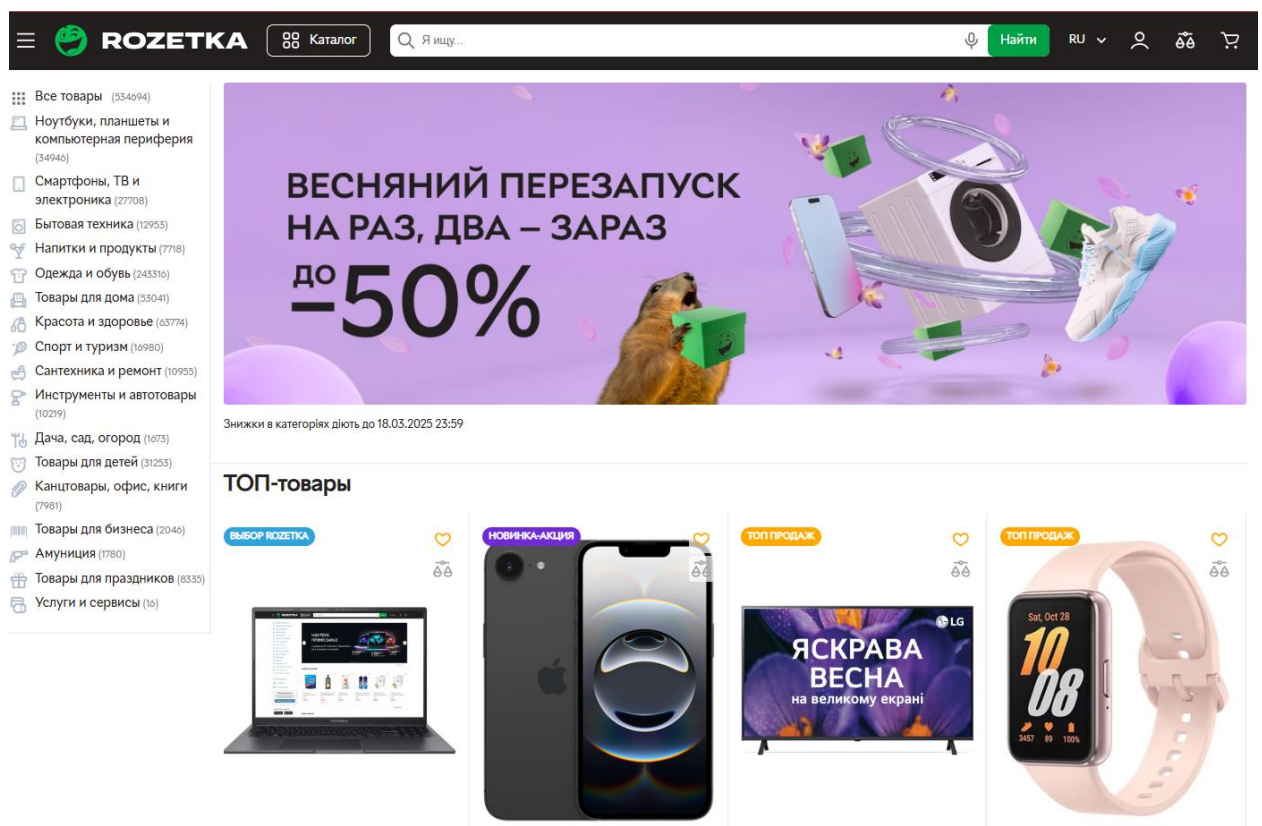 ROZETKA
Каталог
Я ищу...
Найти
RU
Все товары (534694)
Ноутбуки, планшеты и
компьютерная периферия
(34946)
Смартфоны, ТВ и
электроника (27708)
Бытовая техника (12953)
Напитки и продукты (7718)
Одежда и обувь (243316)
Товары для дома (53041)
Красота и здоровье (63774)
Спорт и туризм (16980)
Сантехника и ремонт (10955)
Инструменты и автотовары
(10219)
Дача, сад, огород (1673)
Товары для детей (31253)
Канцтовары, офис, книги
(7981)
Товары для бизнеса (2046)
Амуниция (1780)
Товары для праздников (8335)
Услуги и сервисы (16)
ВЕСНЯНИЙ ПЕРЕЗАПУСК
НА РАЗ, ДВА – ЗАРАЗ
до
–50%
Знижки в категоріях діють до 18.03.2025 23:59
ТОП-товары
ВЫБОР ROZETKA
НОВИНКА-АКЦИЯ
ТОП ПРОДАЖ
ТОП ПРОДАЖ
LG
ЯСКРАВА
ВЕСНА
на великому екрані
Sat, Oct 28
10
08
3457 89 100%